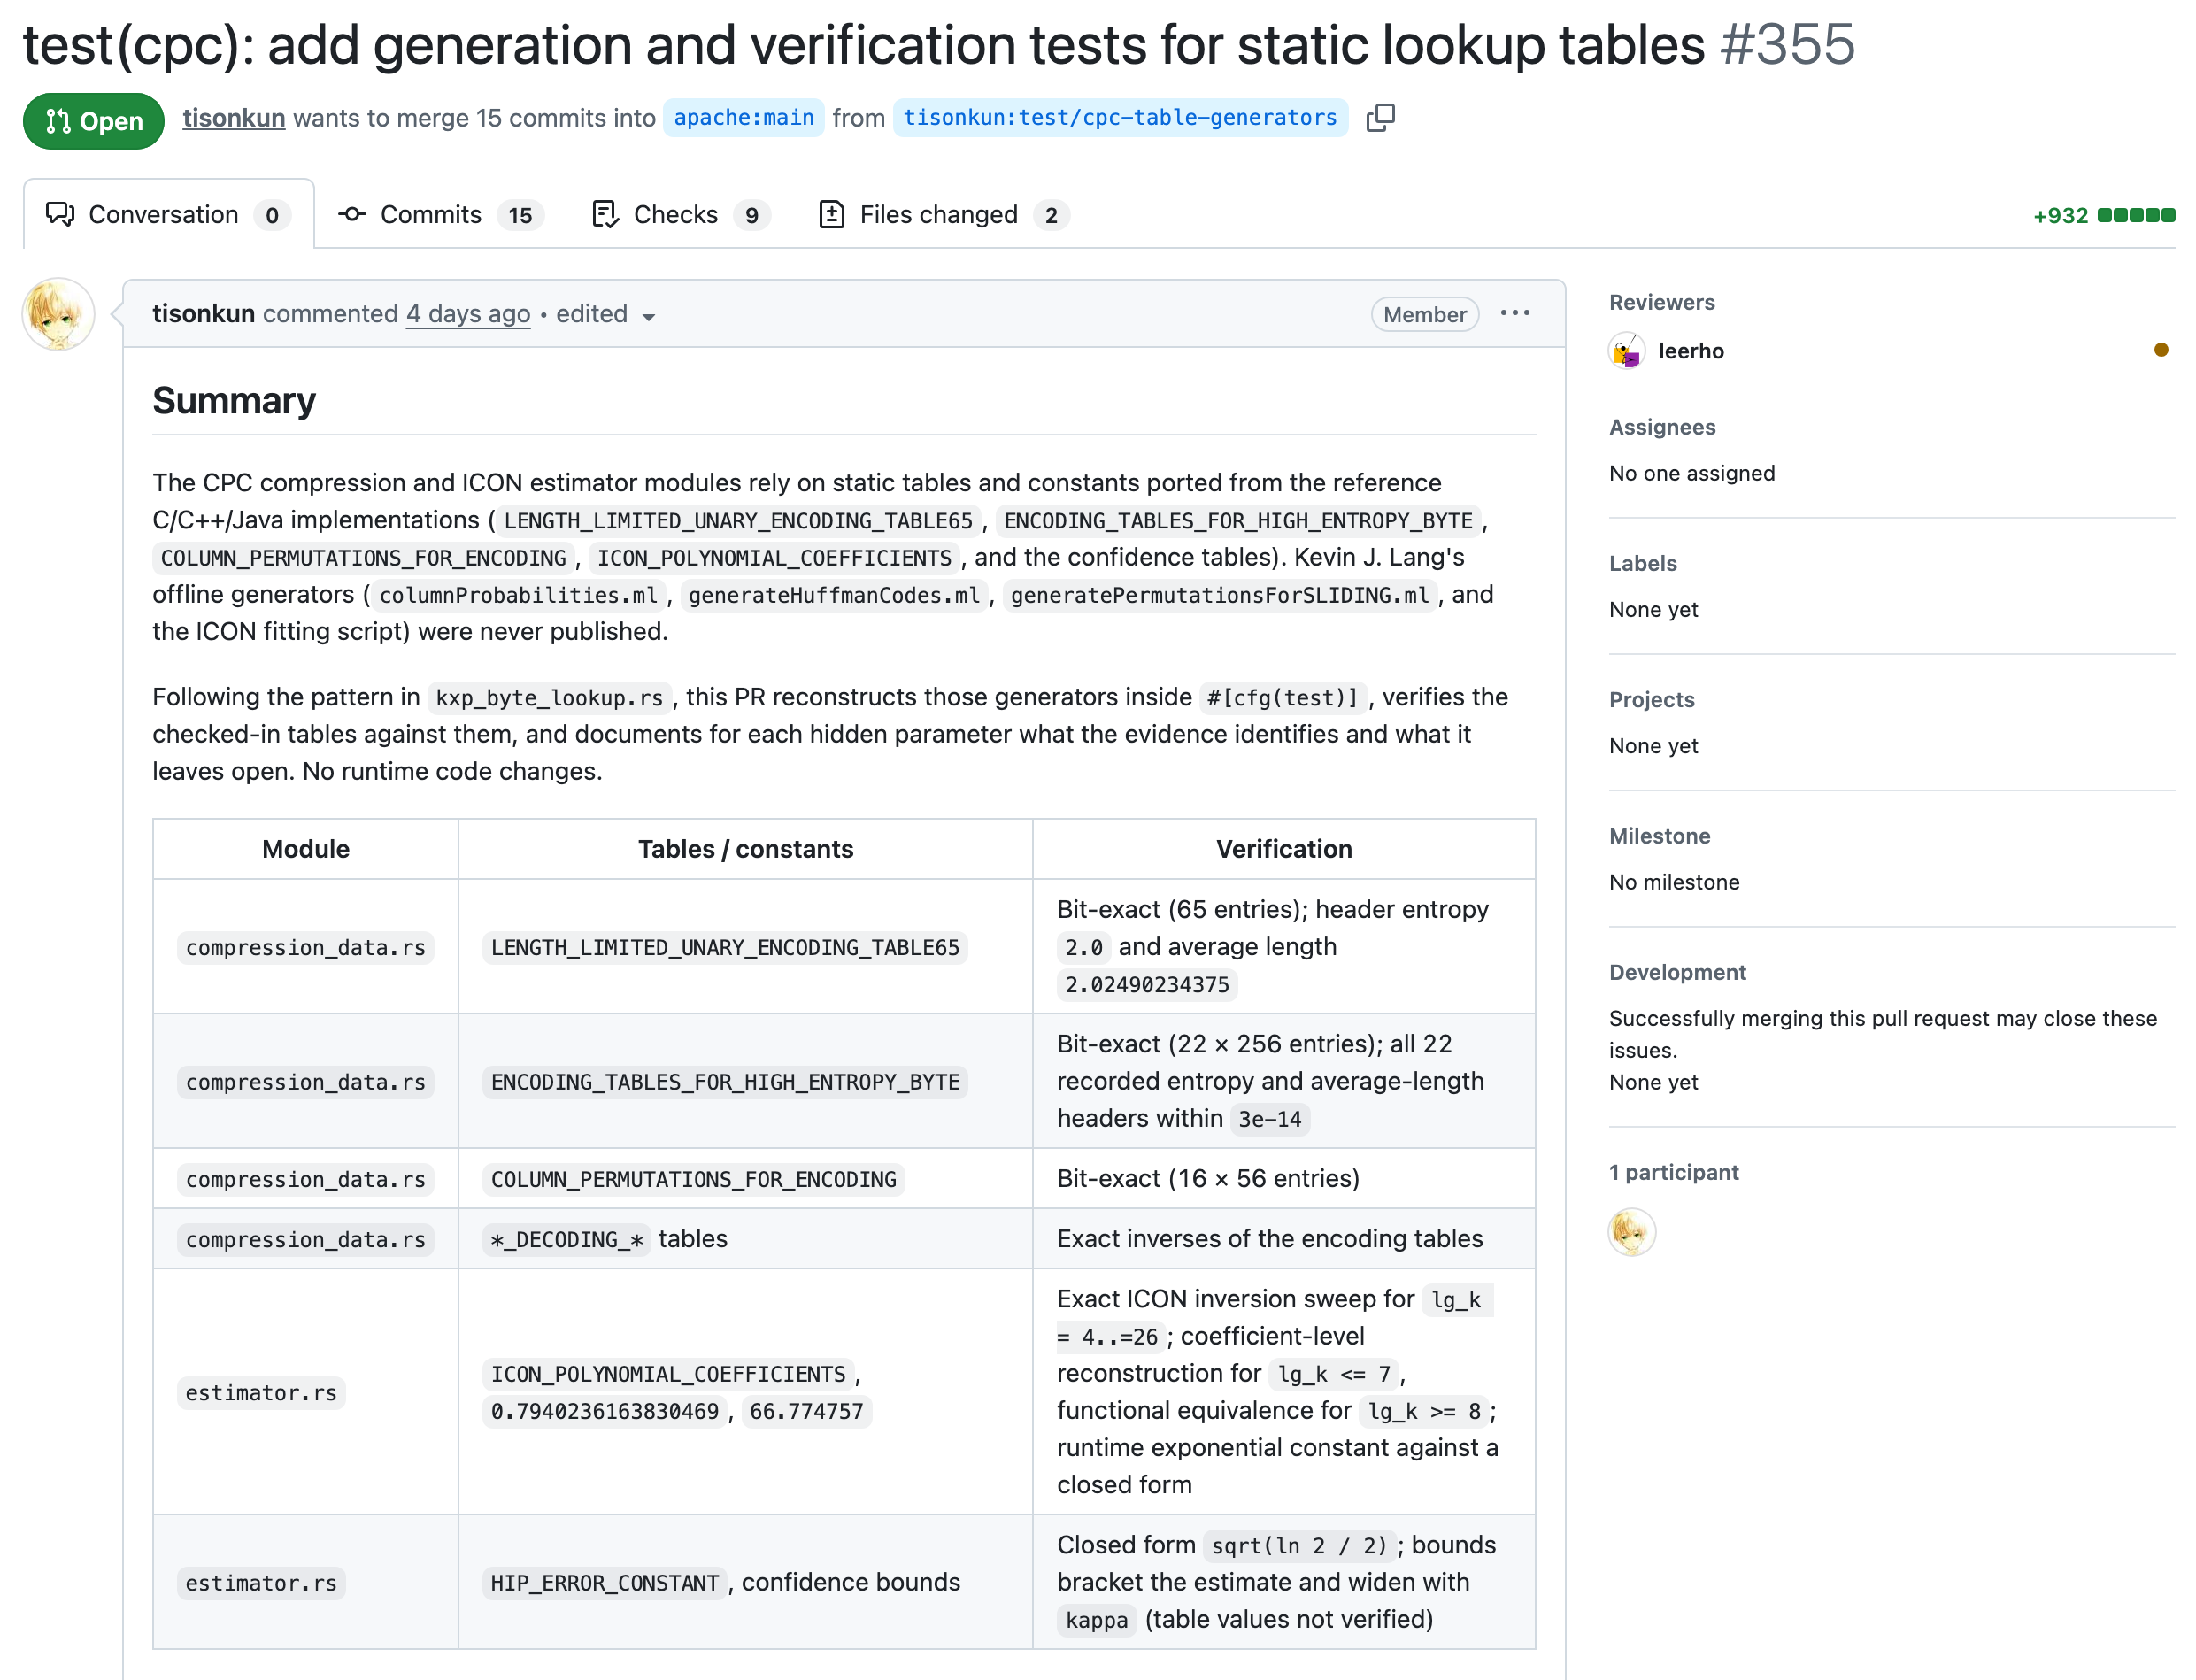 test(cpc): add generation and verification tests for static lookup tables #355
Open tisonkun wants to merge 15 commits into apache:main from tisonkun:test/cpc-table-generators
Conversation 0 Commits 15 Checks 9 Files changed 2 +932
tisonkun commented 4 days ago • edited Member
Summary
The CPC compression and ICON estimator modules rely on static tables and constants ported from the reference
C/C++/Java implementations ( LENGTH_LIMITED_UNARY_ENCODING_TABLE65 , ENCODING_TABLES_FOR_HIGH_ENTROPY_BYTE ,
COLUMN_PERMUTATIONS_FOR_ENCODING , ICON_POLYNOMIAL_COEFFICIENTS , and the confidence tables). Kevin J. Lang's
offline generators ( columnProbabilities.ml , generateHuffmanCodes.ml , generatePermutationsForSLIDING.ml , and
the ICON fitting script) were never published.
Following the pattern in kxp_byte_lookup.rs , this PR reconstructs those generators inside #[cfg(test)] , verifies the
checked-in tables against them, and documents for each hidden parameter what the evidence identifies and what it
leaves open. No runtime code changes.
Module Tables / constants Verification
compression_data.rs LENGTH_LIMITED_UNARY_ENCODING_TABLE65 Bit-exact (65 entries); header entropy
2.0 and average length
2.02490234375
compression_data.rs ENCODING_TABLES_FOR_HIGH_ENTROPY_BYTE Bit-exact (22 × 256 entries); all 22
recorded entropy and average-length
headers within 3e-14
compression_data.rs COLUMN_PERMUTATIONS_FOR_ENCODING Bit-exact (16 × 56 entries)
compression_data.rs *_DECODING_* tables Exact inverses of the encoding tables
estimator.rs ICON_POLYNOMIAL_COEFFICIENTS ,
0.7940236163830469 , 66.774757
Exact ICON inversion sweep for lg_k
= 4..=26 ; coefficient-level
reconstruction for lg_k <= 7 ,
functional equivalence for lg_k >= 8 ;
runtime exponential constant against a
closed form
estimator.rs HIP_ERROR_CONSTANT , confidence bounds Closed form sqrt(ln 2 / 2) ; bounds
bracket the estimate and widen with
kappa (table values not verified)
Reviewers
leerho
Assignees
No one assigned
Labels
None yet
Projects
None yet
Milestone
No milestone
Development
Successfully merging this pull request may close these
issues.
None yet
1 participant